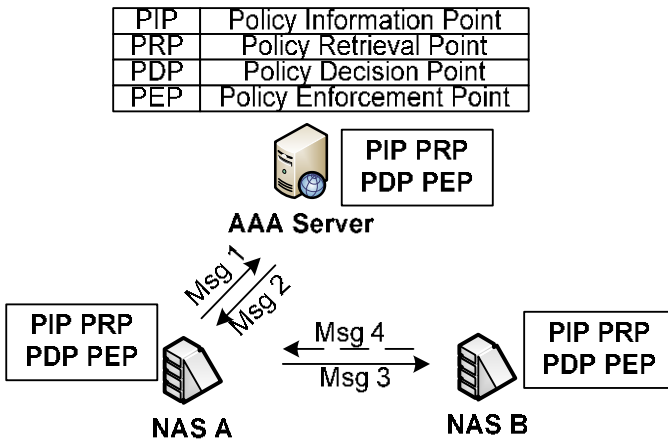 PIP Policy Information Point
PRP Policy Retrieval Point
PDP Policy Decision Point
PEP Policy Enforcement Point
PIP PRP
PDP PEP
AAA Server
Msg 1
Msg 2
PIP PRP
PDP PEP
NAS A
Msg 4
Msg 3
PIP PRP
PDP PEP
NAS B